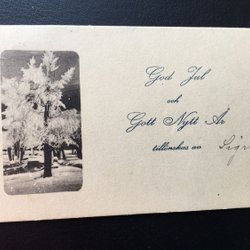 God Jul
och
Gott Nytt År
tillönskas av